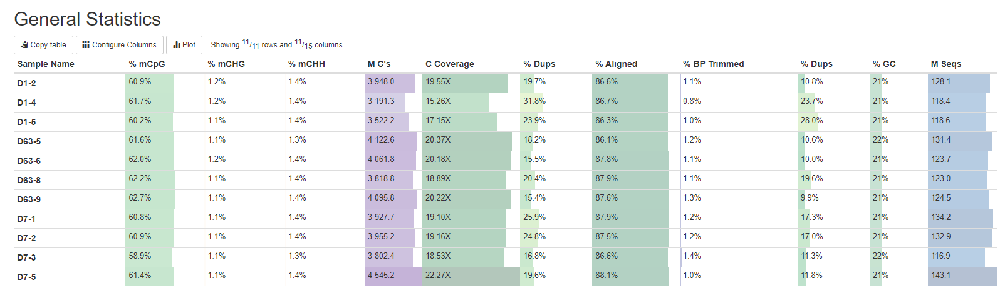 General Statistics
Copy table Configure Columns Plot Showing 11/11 rows and 11/15 columns.
Sample Name % mCpG % mCHG % mCHH M C's C Coverage % Dups % Aligned % BP Trimmed % Dups % GC M Seqs
D1-2 60.9% 1.2% 1.4% 3 948.0 19.55X 19.7% 86.6% 1.1% 10.8% 21% 128.1
D1-4 61.7% 1.2% 1.4% 3 191.3 15.26X 31.8% 86.7% 0.8% 23.7% 21% 118.4
D1-5 60.2% 1.1% 1.4% 3 522.2 17.15X 23.9% 86.3% 1.0% 28.0% 21% 118.6
D63-5 61.6% 1.1% 1.3% 4 122.6 20.37X 18.2% 86.1% 1.2% 10.6% 22% 131.4
D63-6 62.0% 1.2% 1.4% 4 061.8 20.18X 15.5% 87.8% 1.1% 10.0% 21% 123.7
D63-8 62.2% 1.1% 1.4% 3 818.8 18.89X 20.4% 87.9% 1.1% 19.6% 21% 123.0
D63-9 62.7% 1.1% 1.4% 4 095.8 20.22X 15.4% 87.6% 1.3% 9.9% 21% 124.5
D7-1 60.8% 1.1% 1.4% 3 927.7 19.10X 25.9% 87.9% 1.2% 17.3% 21% 134.2
D7-2 60.9% 1.1% 1.4% 3 955.2 19.16X 24.8% 87.5% 1.2% 17.0% 21% 132.9
D7-3 58.9% 1.1% 1.3% 3 802.4 18.53X 16.8% 86.6% 1.4% 11.3% 22% 116.9
D7-5 61.4% 1.1% 1.4% 4 545.2 22.27X 19.6% 88.1% 1.0% 11.8% 21% 143.1